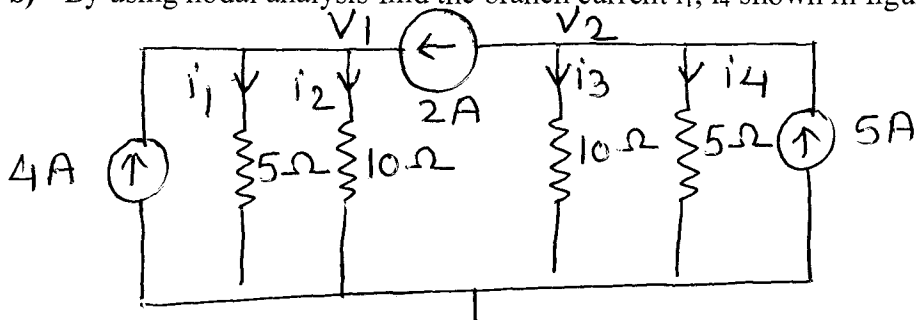 b) By using nodal analysis find the branch current i1, i4 shown in figu
V1 V2
i1 i2 2A i3 i4
4A 5Ω 10Ω 10Ω 5Ω 5A